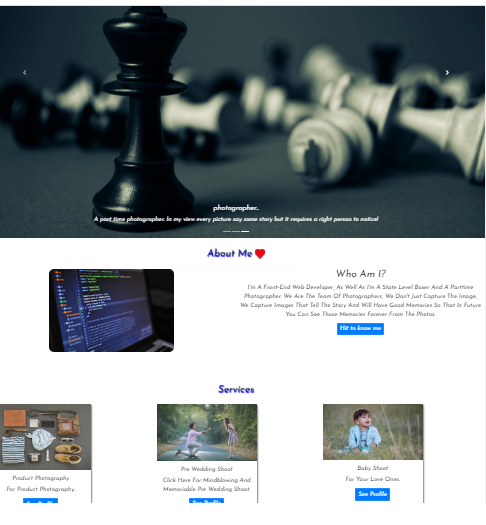 photographer..
A part time photographer. In my view every picture say some story but it requires a right person to notice!
About Me
Who Am I?
I'm A Front-End Web Developer, As Well As I'm A State Level Boxer And A Parttime
Photographer. We Are The Team Of Photographers, We Don't Just Capture The Image,
We Capture Images That Tell The Story And Will Have Good Memories So That In Future
You Can See Those Memories Forever From The Photos.
Hit to know me
Services
Product Photography
For Product Photography.
See Profile
Pre Wedding Shoot
Click Here For Mindblowing And
Memoriable Pre Wedding Shoot.
See Profile
Baby Shoot
For Your Love Ones.
See Profile